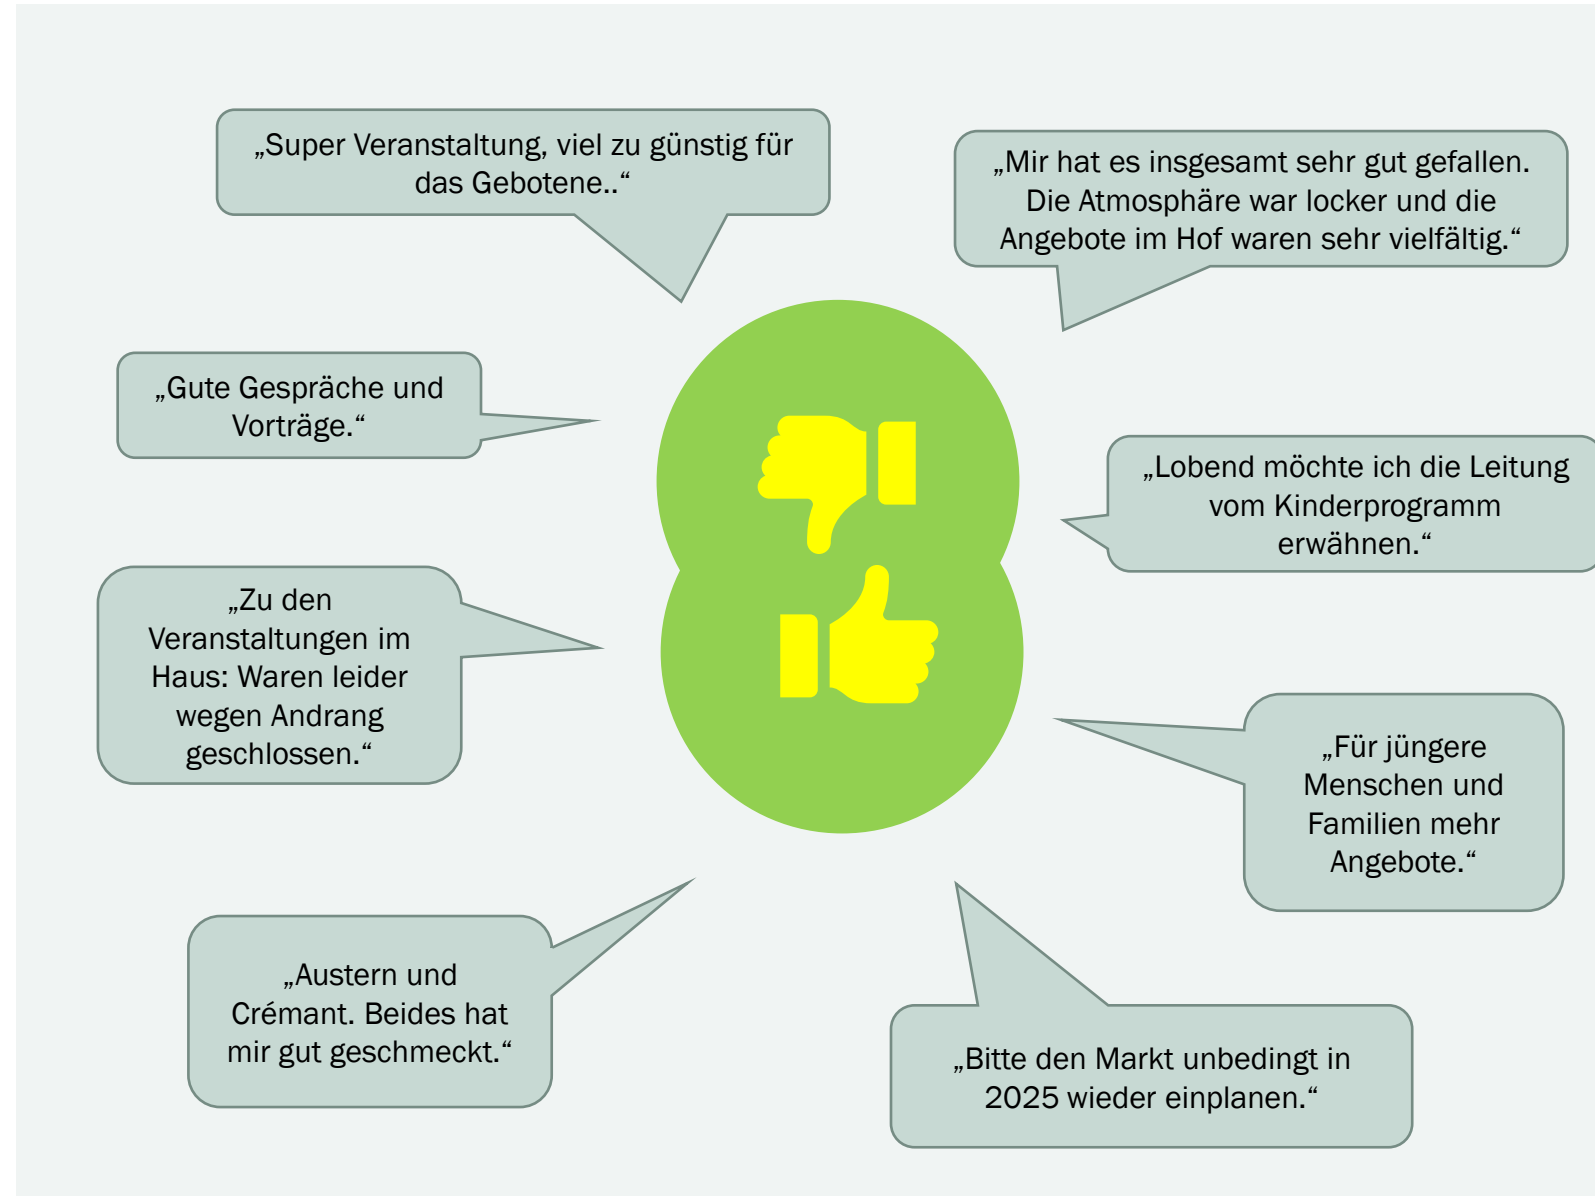 „Super Veranstaltung, viel zu günstig für
das Gebotene..“
„Mir hat es insgesamt sehr gut gefallen.
Die Atmosphäre war locker und die
Angebote im Hof waren sehr vielfältig.“
„Gute Gespräche und
Vorträge.“
„Lobend möchte ich die Leitung
vom Kinderprogramm
erwähnen.“
„Zu den
Veranstaltungen im
Haus: Waren leider
wegen Andrang
geschlossen.“
„Für jüngere
Menschen und
Familien mehr
Angebote.“
„Austern und
Crémant. Beides hat
mir gut geschmeckt.“
„Bitte den Markt unbedingt in
2025 wieder einplanen.“